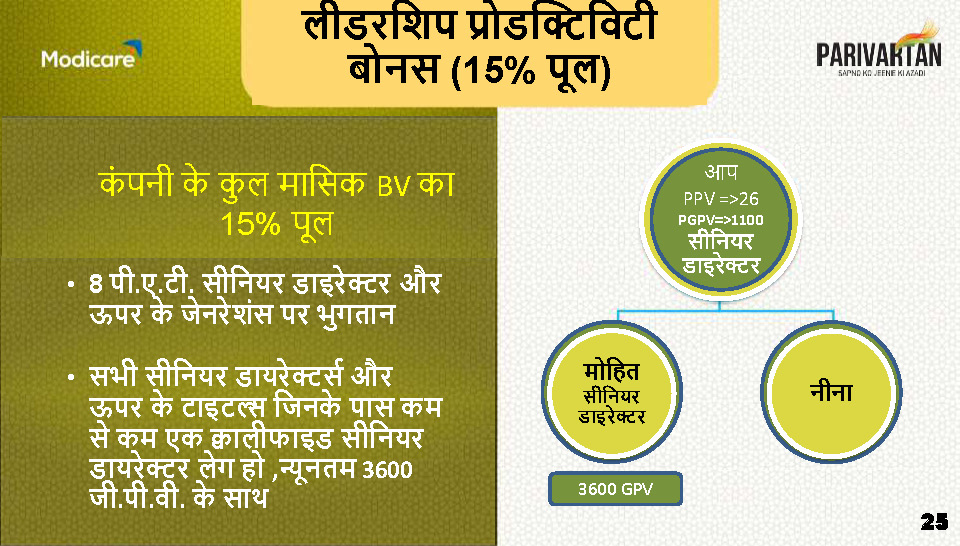 लीडरशिप प्रोडक्टिविटी
बोनस (15% पूल)
Modicare
PARIVARTAN
SAPNO KO JEENE KI AZADI
कंपनी के कुल मासिक BV का
15% पूल
• 8 पी.ए.टी. सीनियर डाइरेक्टर और
ऊपर के जेनरेशंस पर भुगतान
• सभी सीनियर डायरेक्टर्स और
ऊपर के टाइटल्स जिनके पास कम
से कम एक क्वालीफाइड सीनियर
डायरेक्टर लेग हो ,न्यूनतम 3600
जी.पी.वी. के साथ
आप
PPV =>26
PGPV=>1100
सीनियर
डाइरेक्टर
मोहित
सीनियर
डाइरेक्टर
3600 GPV
नीना
25